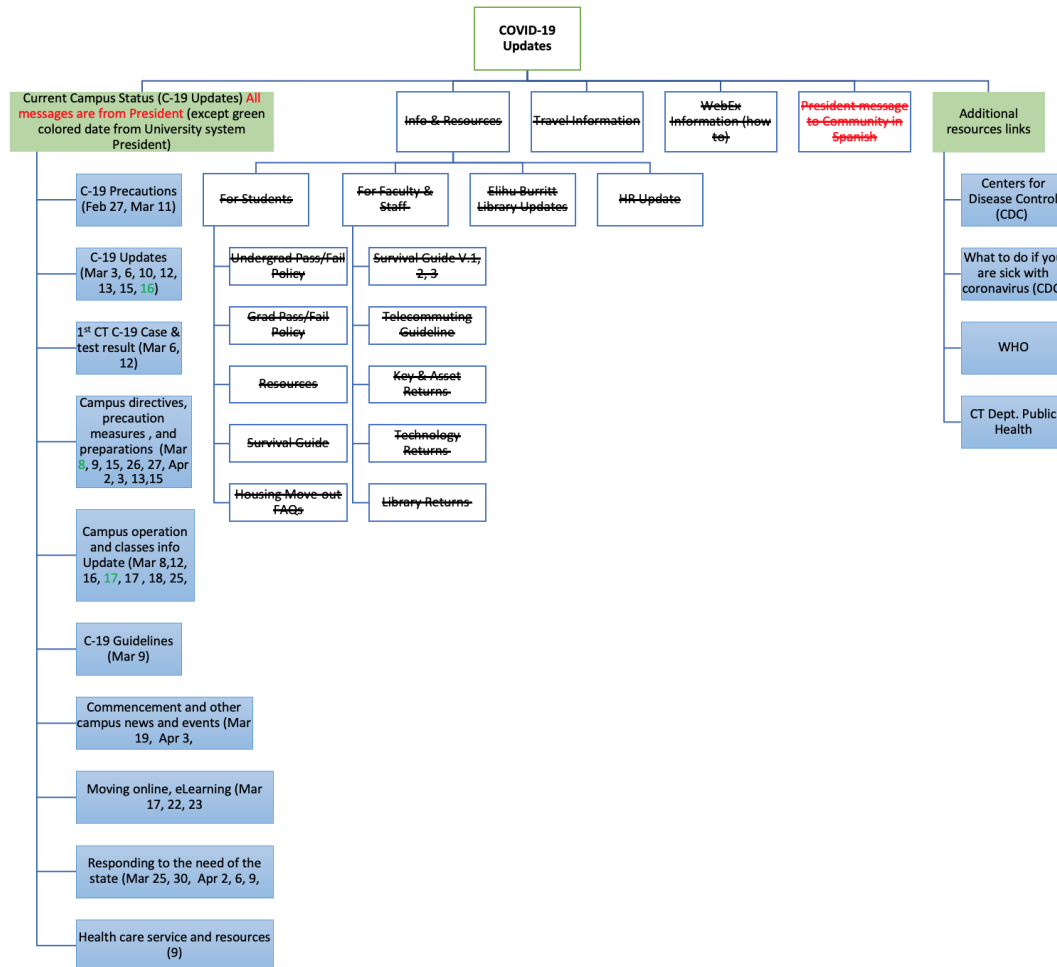 COVID-19
Updates
Current Campus Status (C-19 Updates) All
messages are from President (except green
colored date from University system
President)
Info & Resources
Travel Information
WebEx
Information (how
to)
President message
to Community in
Spanish
Additional
resources links
C-19 Precautions
(Feb 27, Mar 11)
C-19 Updates
(Mar 3, 6, 10, 12,
13, 15, 16)
1st CT C-19 Case &
test result (Mar 6,
12)
Campus directives,
precaution
measures , and
preparations (Mar
8, 9, 15, 26, 27, Apr
2, 3, 13,15
Campus operation
and classes info
Update (Mar 8,12,
16, 17, 17 , 18, 25,
C-19 Guidelines
(Mar 9)
Commencement and other
campus news and events (Mar
19, Apr 3,
Moving online, eLearning (Mar
17, 22, 23
Responding to the need of the
state (Mar 25, 30, Apr 2, 6, 9,
Health care service and resources
(9)
For Students
Undergrad Pass/Fail
Policy
Grad Pass/Fail
Policy
Resources
Survival Guide
Housing Move-out
FAQs
For Faculty &
Staff
Survival Guide V.1,
2, 3
Telecommuting
Guideline
Key & Asset
Returns
Technology
Returns
Library Returns
Elihu Burritt
Library Updates
HR Update
Centers for
Disease Control
(CDC)
What to do if you
are sick with
coronavirus (CDC
WHO
CT Dept. Public
Health